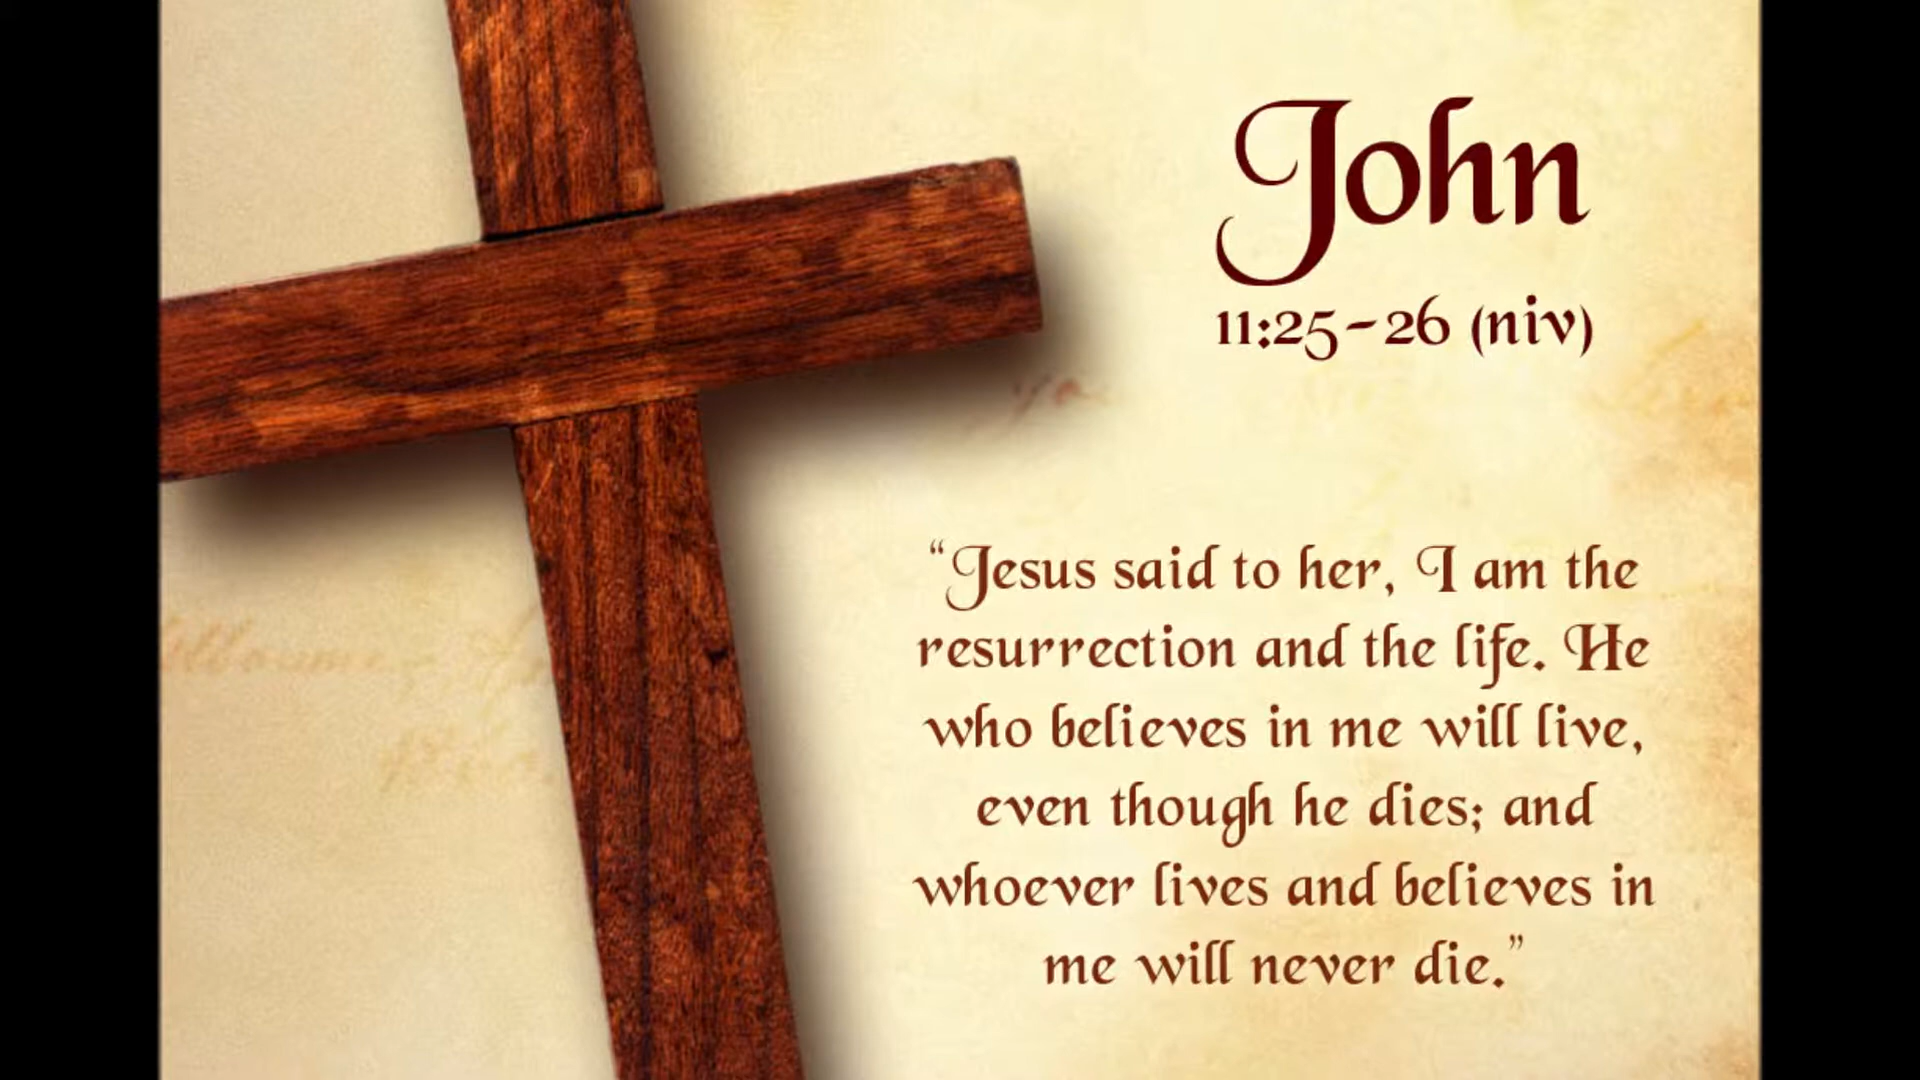 John
11:25-26 (niv)
“Jesus said to her, I am the
resurrection and the life. He
who believes in me will live,
even though he dies; and
whoever lives and believes in
me will never die.”